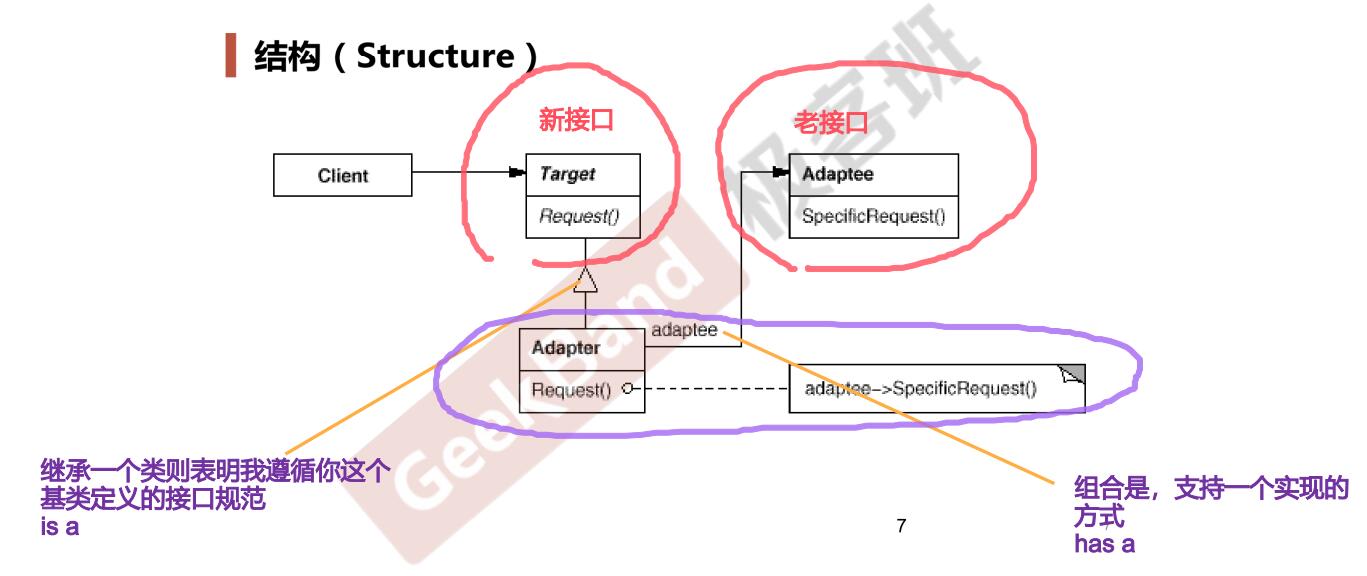 结构（Structure）
新接口
老接口
Client
Target
Request()
Adaptee
SpecificRequest()
adaptee
Adapter
Request()
adaptee->SpecificRequest()
继承一个类则表明我遵循你这个
基类定义的接口规范
is a
组合是，支持一个实现的
方式
has a
7
GeekBand
极客班